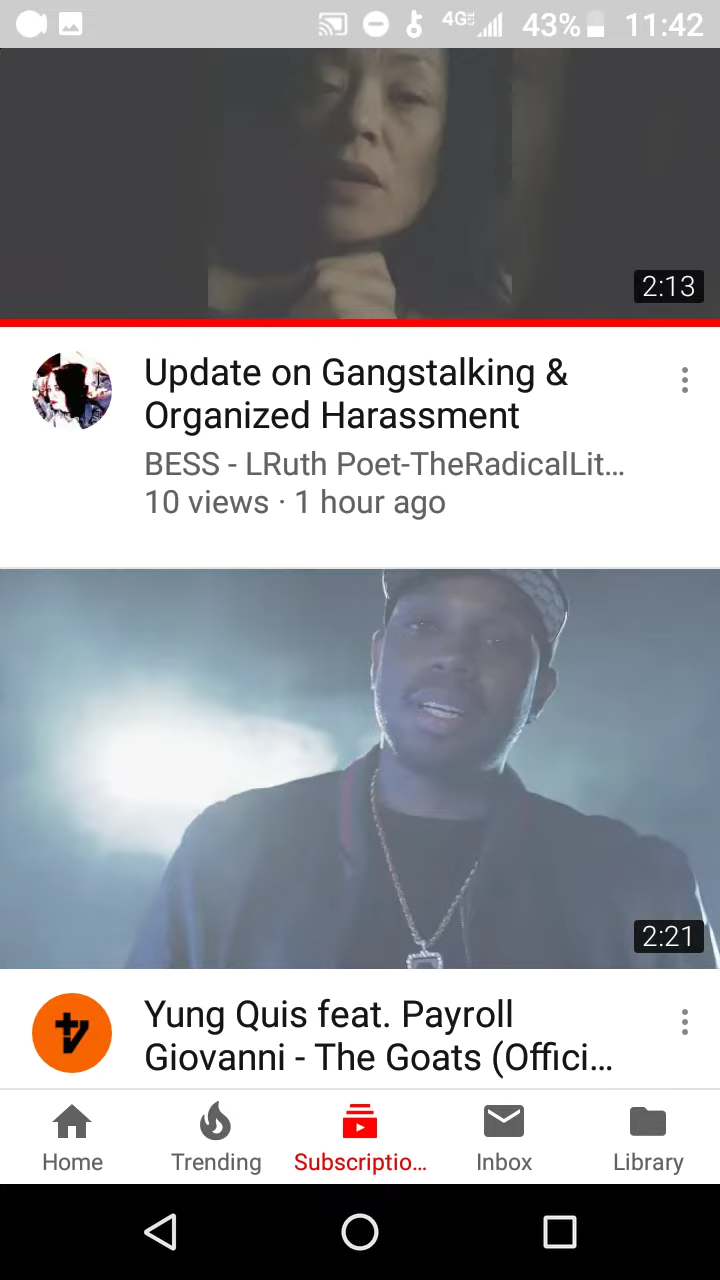 4G LTE 43% 11:42
2:13
Update on Gangstalking &
Organized Harassment
BESS - LRuth Poet-TheRadicalLit…
10 views · 1 hour ago
2:21
Yung Quis feat. Payroll
Giovanni - The Goats (Offici…
Home Trending Subscriptio… Inbox Library